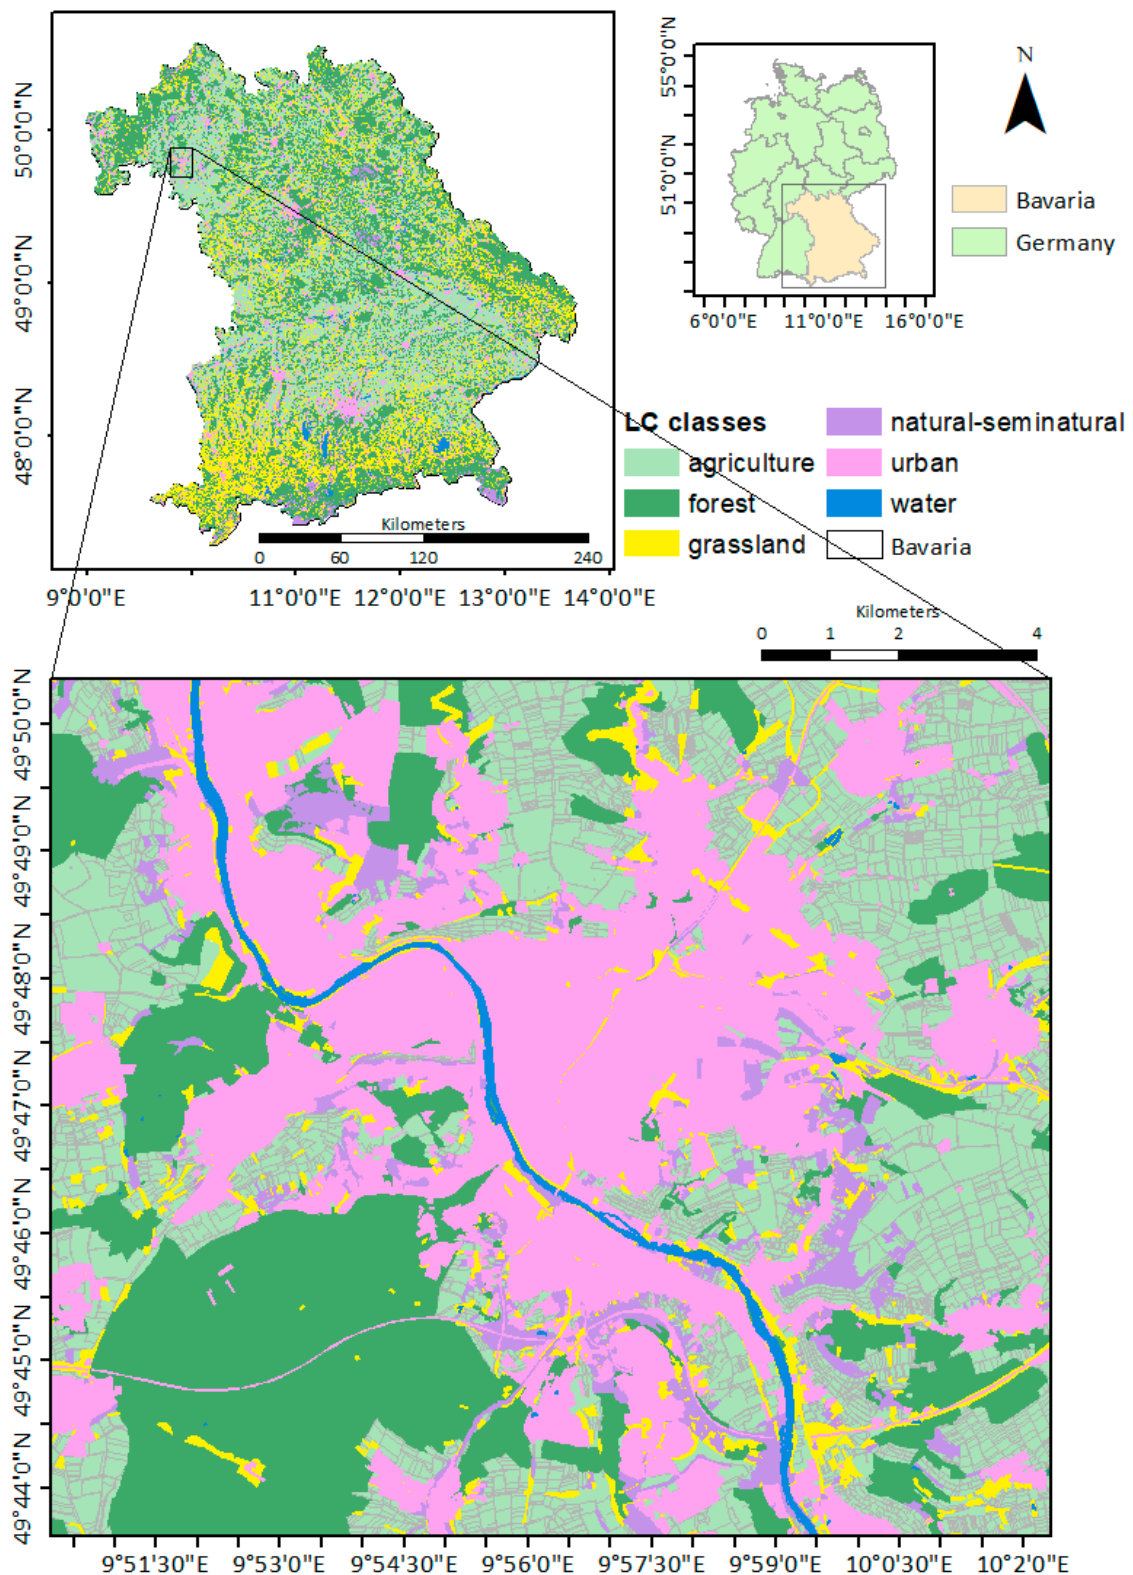 50°0'0"N
49°0'0"N
48°0'0"N
Kilometers
0 60 120 240
9°0'0"E 11°0'0"E 12°0'0"E 13°0'0"E 14°0'0"E
55°0'0"N
51°0'0"N
6°0'0"E 11°0'0"E 16°0'0"E
N
Bavaria
Germany
LC classes
agriculture
forest
grassland
natural-seminatural
urban
water
Bavaria
Kilometers
0 1 2 4
49°50'0"N
49°49'0"N
49°48'0"N
49°47'0"N
49°46'0"N
49°45'0"N
49°44'0"N
9°51'30"E 9°53'0"E 9°54'30"E 9°56'0"E 9°57'30"E 9°59'0"E 10°0'30"E 10°2'0"E